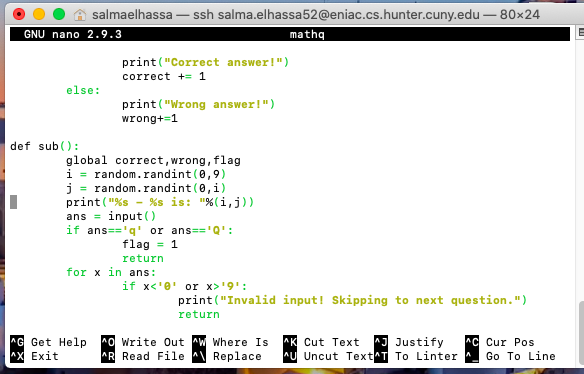 salmaelhassa — ssh salma.elhassa52@eniac.cs.hunter.cuny.edu — 80×24
GNU nano 2.9.3 mathq
print("Correct answer!")
correct += 1
else:
print("Wrong answer!")
wrong+=1
def sub():
global correct,wrong,flag
i = random.randint(0,9)
j = random.randint(0,i)
print("%s - %s is: "%(i,j))
ans = input()
if ans=='q' or ans=='Q':
flag = 1
return
for x in ans:
if x<'0' or x>'9':
print("Invalid input! Skipping to next question.")
return
^G Get Help ^O Write Out ^W Where Is ^K Cut Text ^J Justify ^C Cur Pos
^X Exit ^R Read File ^\ Replace ^U Uncut Text ^T To Linter ^_ Go To Line